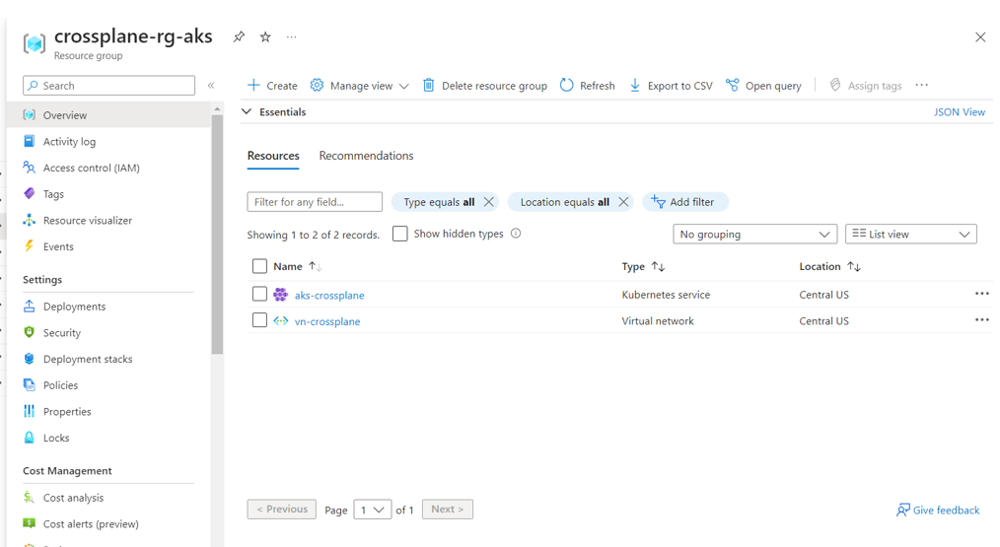 crossplane-rg-aks
Resource group
Search
Overview
Activity log
Access control (IAM)
Tags
Resource visualizer
Events
Settings
Deployments
Security
Deployment stacks
Policies
Properties
Locks
Cost Management
Cost analysis
Cost alerts (preview)
Create Manage view Delete resource group Refresh Export to CSV Open query Assign tags
Essentials JSON View
Resources Recommendations
Filter for any field... Type equals all Location equals all Add filter
Showing 1 to 2 of 2 records. Show hidden types No grouping List view
Name Type Location
aks-crossplane Kubernetes service Central US
vn-crossplane Virtual network Central US
< Previous Page 1 of 1 Next > Give feedback